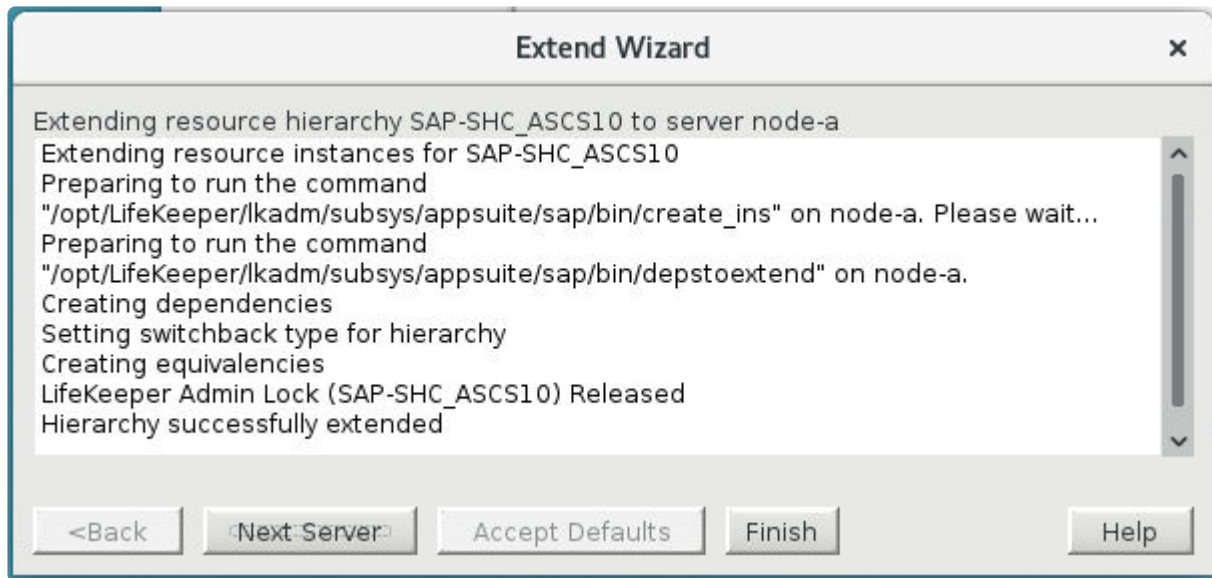 Extend Wizard
×
Extending resource hierarchy SAP-SHC_ASCS10 to server node-a
Extending resource instances for SAP-SHC_ASCS10
Preparing to run the command
"/opt/LifeKeeper/lkadm/subsys/appsuite/sap/bin/create_ins" on node-a. Please wait...
Preparing to run the command
"/opt/LifeKeeper/lkadm/subsys/appsuite/sap/bin/depstoextend" on node-a.
Creating dependencies
Setting switchback type for hierarchy
Creating equivalencies
LifeKeeper Admin Lock (SAP-SHC_ASCS10) Released
Hierarchy successfully extended
<Back Next Server Accept Defaults Finish Help